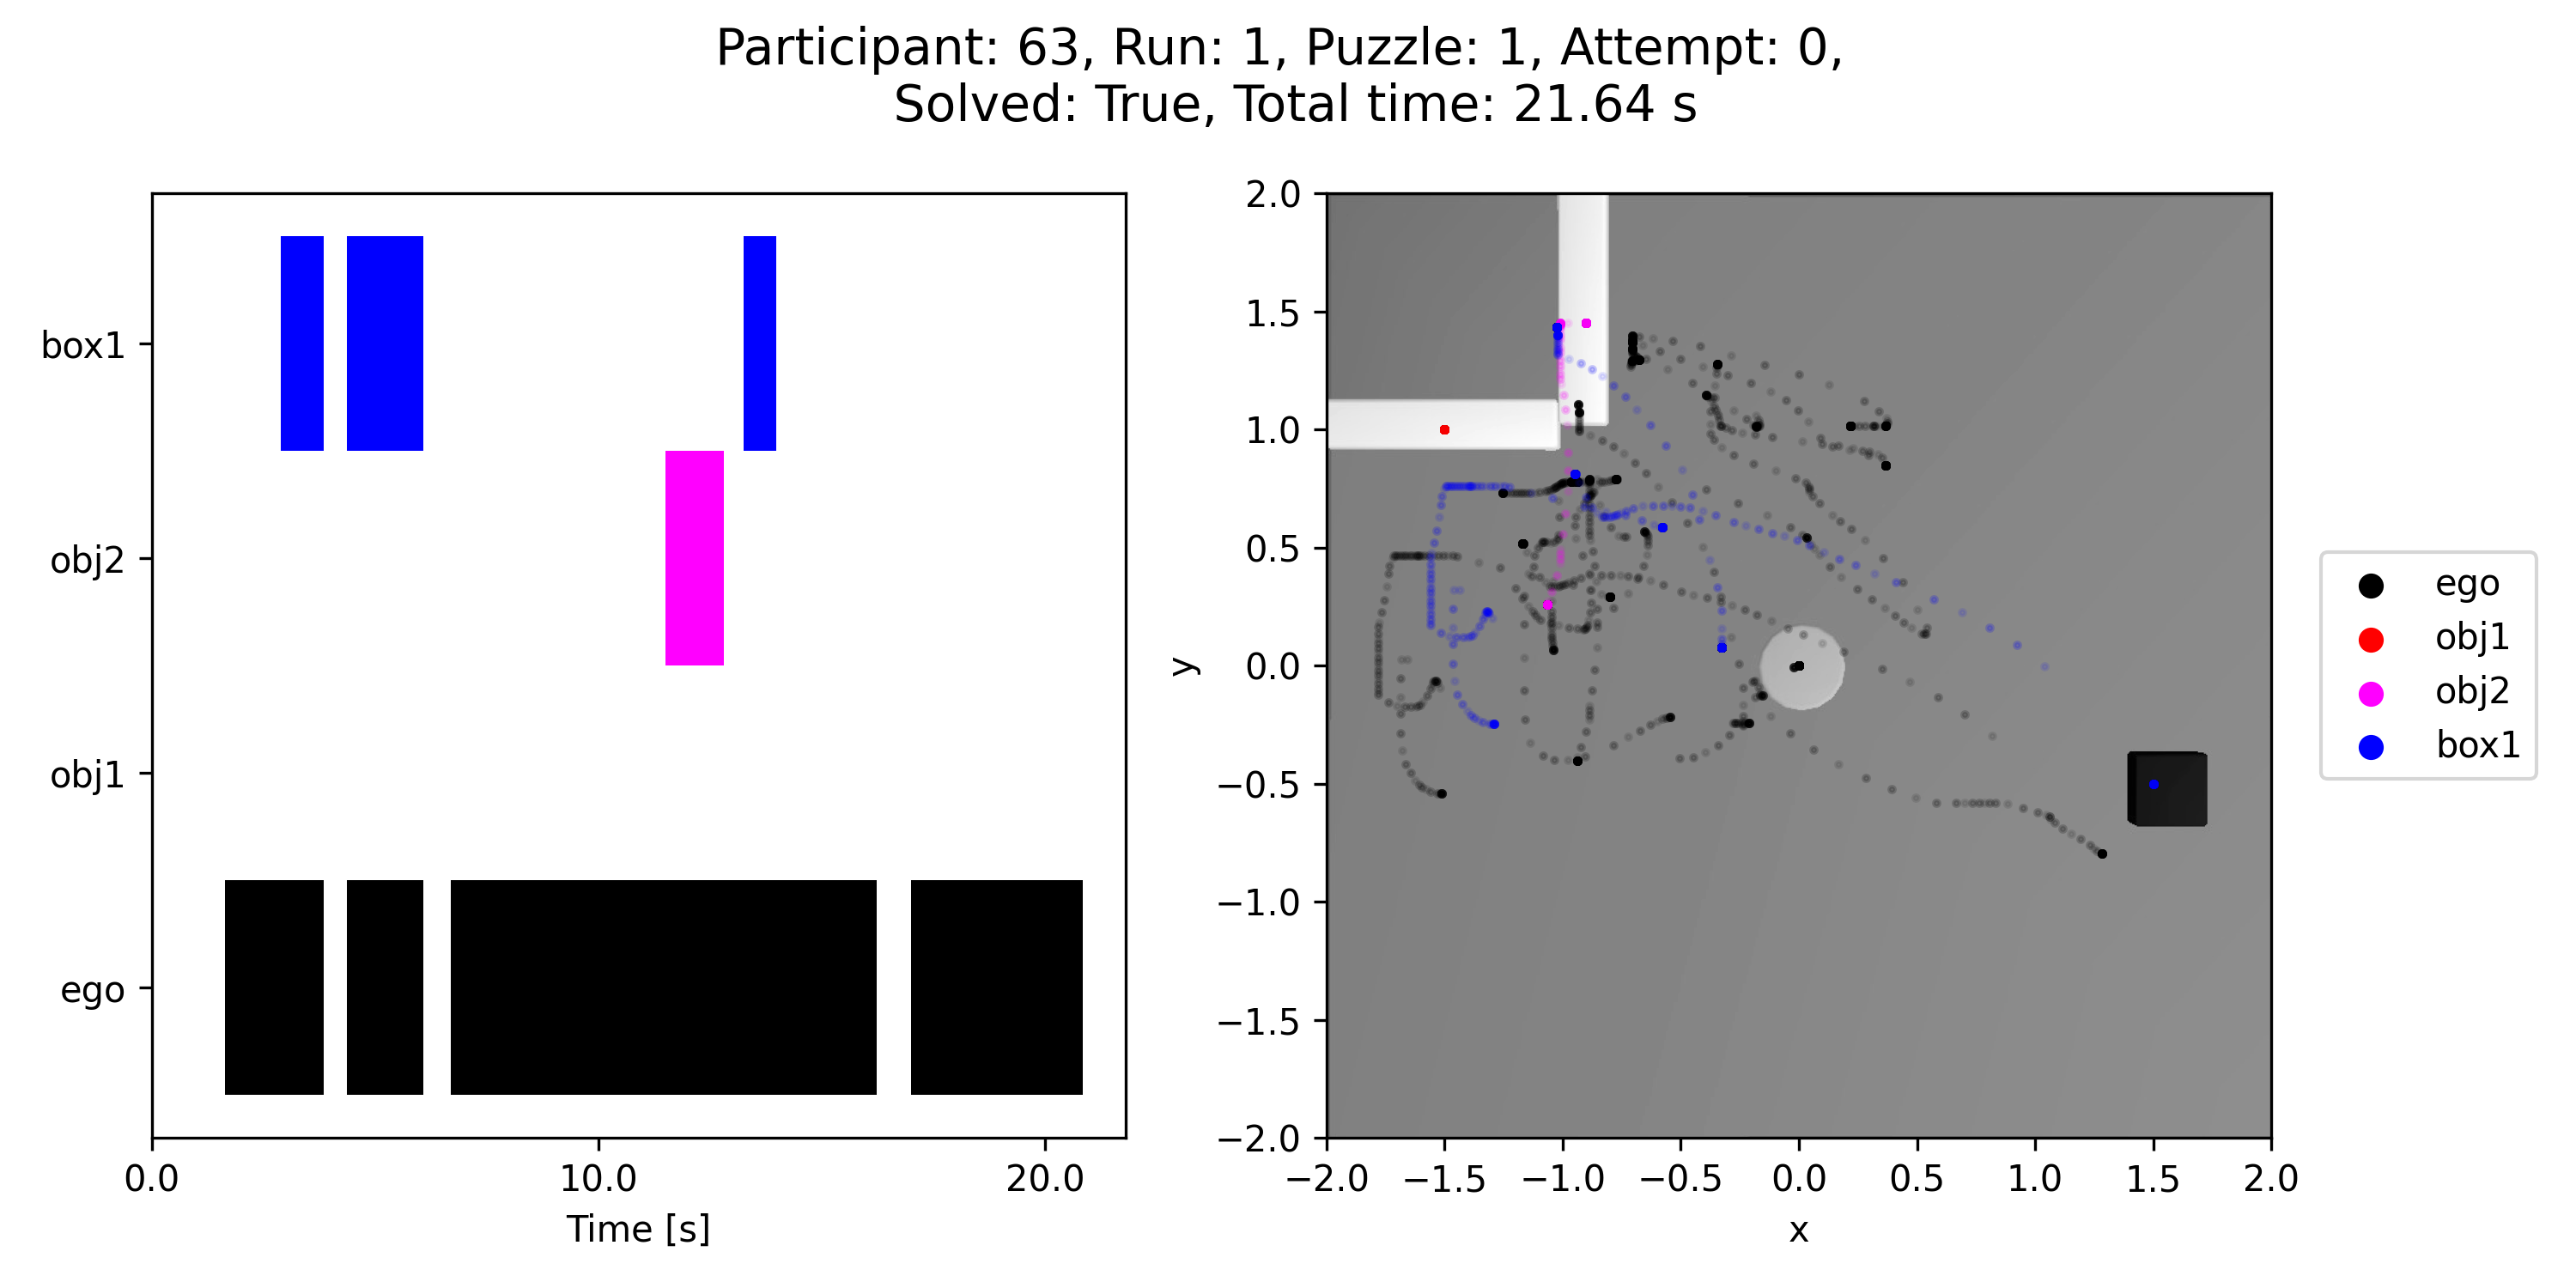 Participant: 63, Run: 1, Puzzle: 1, Attempt: 0,
Solved: True, Total time: 21.64 s
box1
obj2
obj1
ego
0.0
10.0
20.0
Time [s]
2.0
1.5
1.0
0.5
0.0
−0.5
−1.0
−1.5
−2.0
y
−2.0
−1.5
−1.0
−0.5
0.0
0.5
1.0
1.5
2.0
x
ego
obj1
obj2
box1